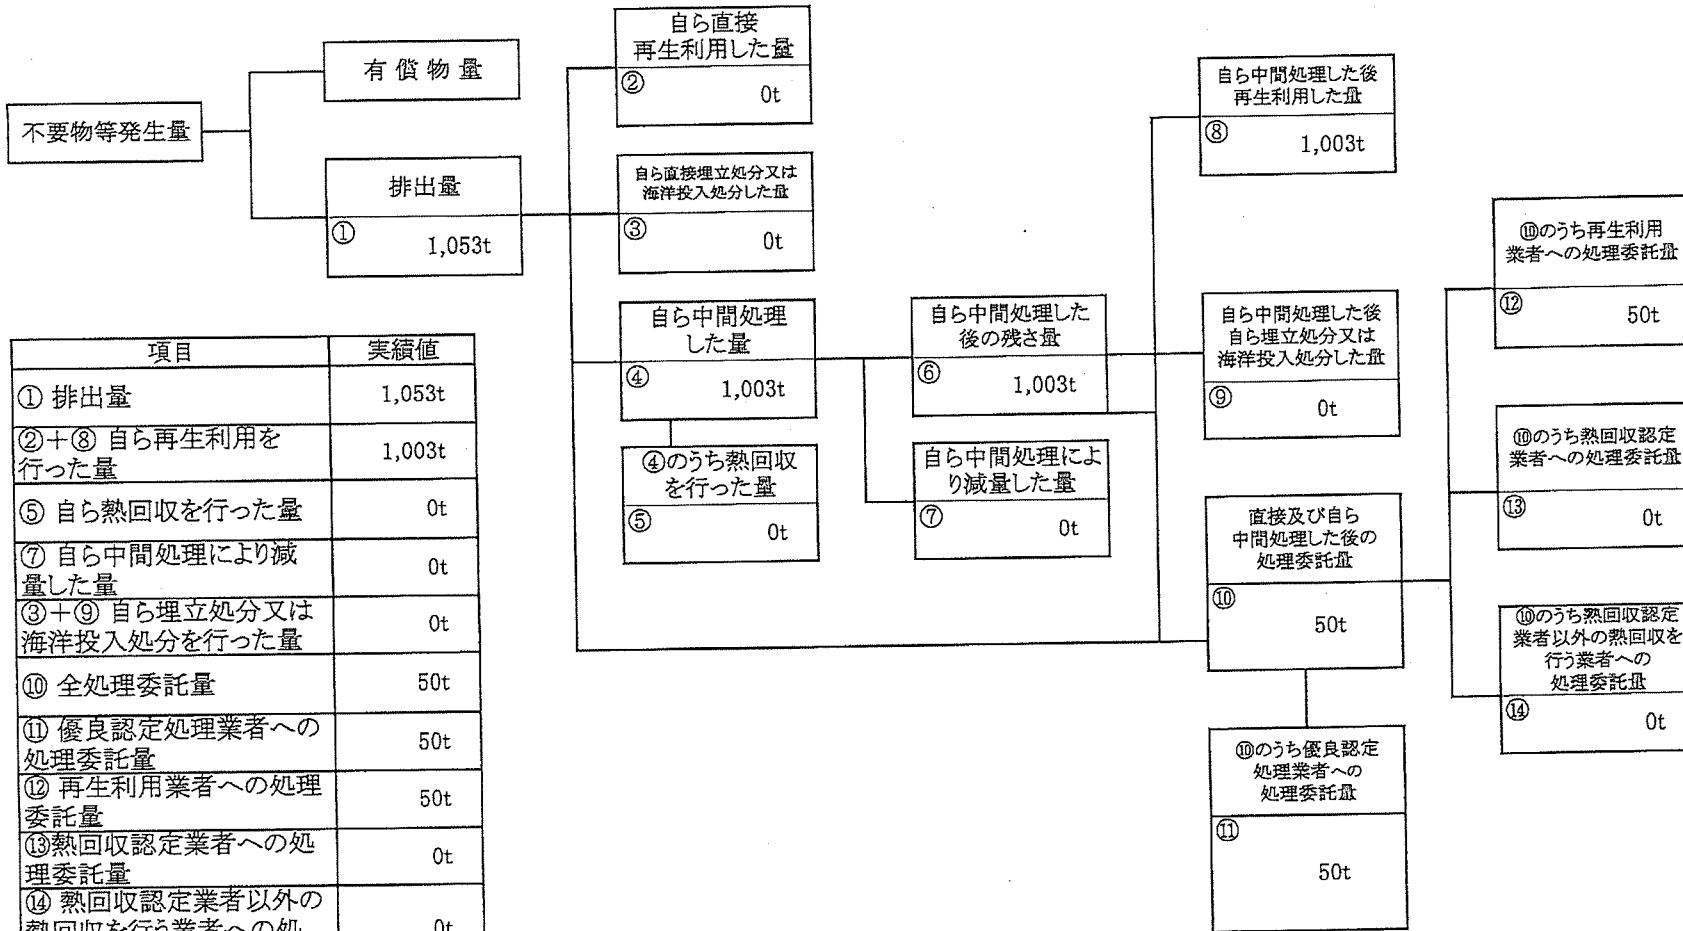 不要物等発生量
有償物量
排出量
①
1,053t
自ら直接
再生利用した量
②
0t
自ら直接埋立処分又は
海洋投入処分した量
③
0t
自ら中間処理
した量
④
1,003t
④のうち熱回収
を行った量
⑤
0t
自ら中間処理した
後の残さ量
⑥
1,003t
自ら中間処理によ
り減量した量
⑦
0t
自ら中間処理した後
再生利用した量
⑧
1,003t
自ら中間処理した後
自ら埋立処分又は
海洋投入処分した量
⑨
0t
直接及び自ら
中間処理した後の
処理委託量
⑩
50t
⑩のうち優良認定
処理業者への
処理委託量
⑪
50t
⑩のうち再生利用
業者への処理委託量
⑫
50t
⑩のうち熱回収認定
業者への処理委託量
⑬
0t
⑩のうち熱回収認定
業者以外の熱回収を
行う業者への
処理委託量
⑭
0t
項目 実績値
① 排出量 1,053t
②+⑧ 自ら再生利用を
行った量 1,003t
⑤ 自ら熱回収を行った量 0t
⑦ 自ら中間処理により減
量した量 0t
③+⑨ 自ら埋立処分又は
海洋投入処分を行った量 0t
⑩ 全処理委託量 50t
⑪ 優良認定処理業者への
処理委託量 50t
⑫ 再生利用業者への処理
委託量 50t
⑬熱回収認定業者への処
理委託量 0t
⑭ 熱回収認定業者以外の
熱回収を行う業者への処 0t